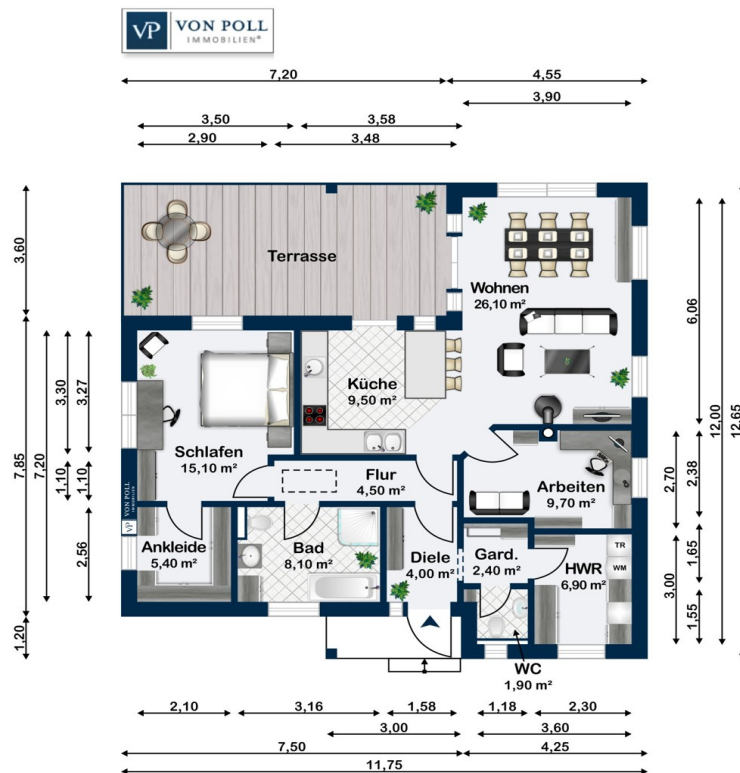 VP VON POLL
IMMOBILIEN®
7,20
4,55
3,90
3,50
3,58
2,90
3,48
3,60
Terrasse
Wohnen
26,10 m²
6,06
12,00
12,65
Küche
9,50 m²
3,30
3,27
7,85
7,20
1,10
1,10
2,56
1,20
Schlafen
15,10 m²
Flur
4,50 m²
Arbeiten
9,70 m²
2,70
2,38
VP VON POLL
IMMOBILIEN
Ankleide
5,40 m²
Bad
8,10 m²
Diele
4,00 m²
Gard.
2,40 m²
HWR
6,90 m²
TR
WM
3,00
1,65
1,55
WC
1,90 m²
2,10
3,16
1,58
1,18
2,30
3,00
3,60
7,50
4,25
11,75